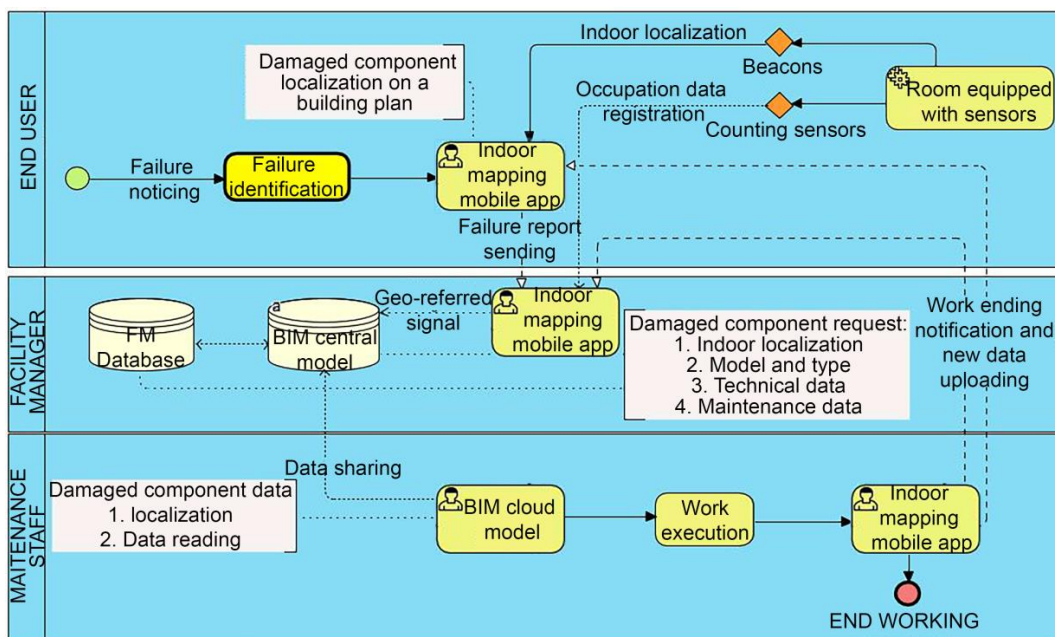 END USER
Indoor localization
Beacons
Damaged component
localization on a
building plan
Occupation data
registration
Counting sensors
Room equipped
with sensors
Failure
noticing
Failure
identification
Indoor
mapping
mobile app
Failure report
sending
FACILITY
MANAGER
FM
Database
a
BIM central
model
Geo-referred
signal
Indoor
mapping
mobile app
Damaged component request:
1. Indoor localization
2. Model and type
3. Technical data
4. Maintenance data
Work ending
notification and
new data
uploading
MAITENANCE
STAFF
Data sharing
Damaged component data
1. localization
2. Data reading
BIM cloud
model
Work
execution
Indoor
mapping
mobile app
END WORKING